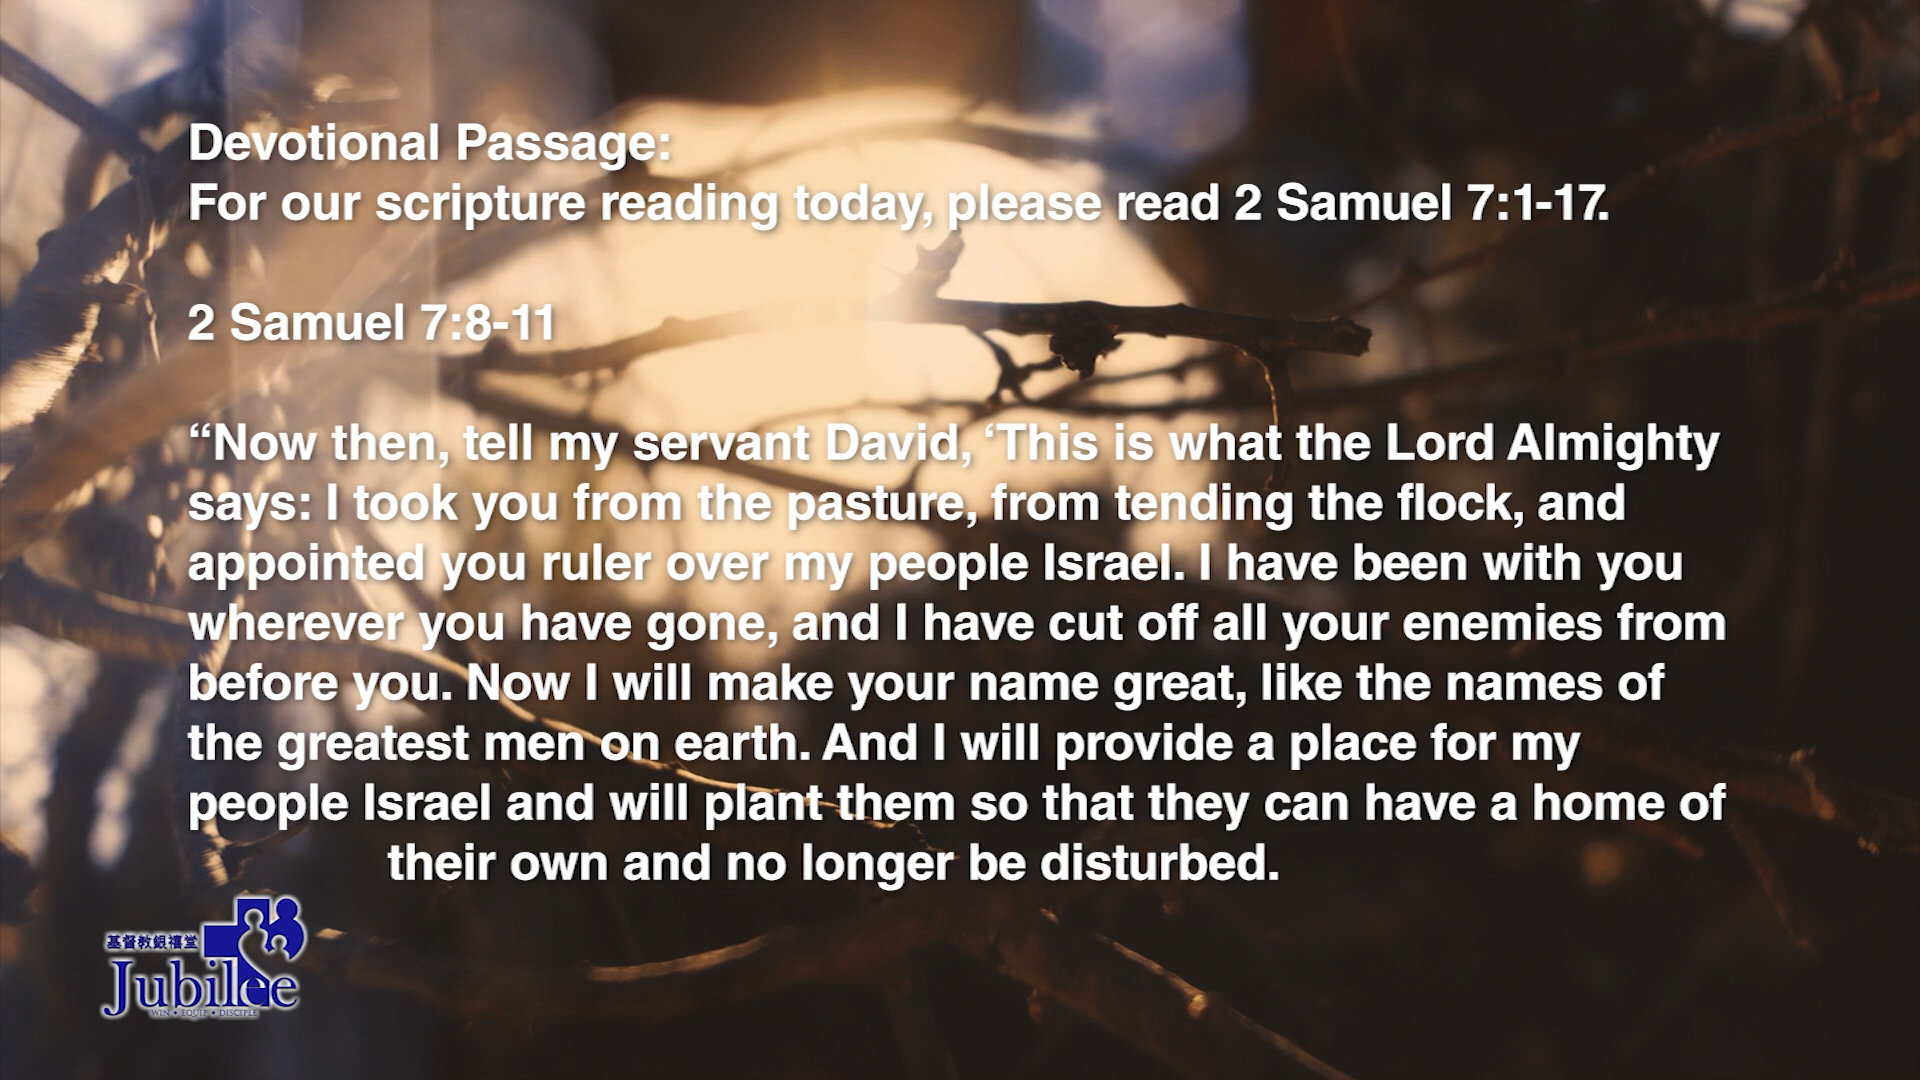 Devotional Passage:
For our scripture reading today, please read 2 Samuel 7:1-17.
2 Samuel 7:8-11
“Now then, tell my servant David, ‘This is what the Lord Almighty
says: I took you from the pasture, from tending the flock, and
appointed you ruler over my people Israel. I have been with you
wherever you have gone, and I have cut off all your enemies from
before you. Now I will make your name great, like the names of
the greatest men on earth. And I will provide a place for my
people Israel and will plant them so that they can have a home of
their own and no longer be disturbed.
基督教銀禧堂
Jubilee
WIN • EQUIP • DISCIPLE